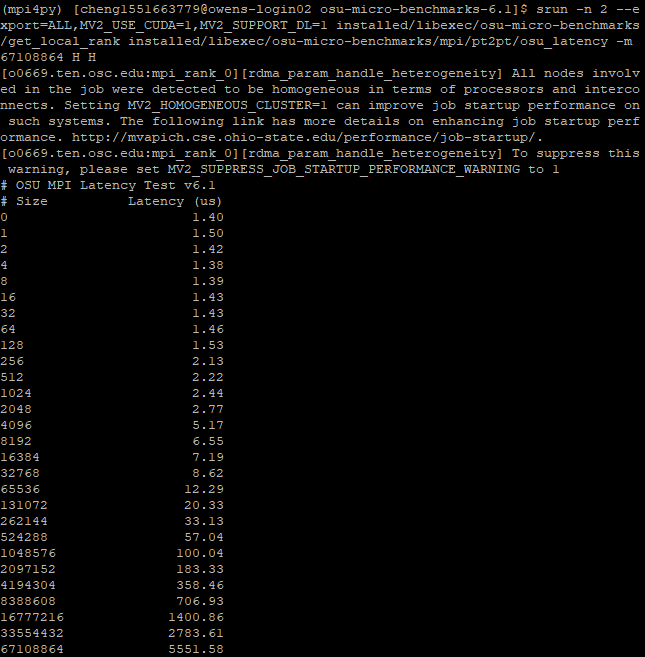 (mpi4py) [cheng1551663779@owens-login02 osu-micro-benchmarks-6.1]$ srun -n 2 --e
xport=ALL,MV2_USE_CUDA=1,MV2_SUPPORT_DL=1 installed/libexec/osu-micro-benchmarks
/get_local_rank installed/libexec/osu-micro-benchmarks/mpi/pt2pt/osu_latency -m
67108864 H H
[o0669.ten.osc.edu:mpi_rank_0][rdma_param_handle_heterogeneity] All nodes involv
ed in the job were detected to be homogeneous in terms of processors and interco
nnects. Setting MV2_HOMOGENEOUS_CLUSTER=1 can improve job startup performance on
 such systems. The following link has more details on enhancing job startup perf
ormance. http://mvapich.cse.ohio-state.edu/performance/job-startup/.
[o0669.ten.osc.edu:mpi_rank_0][rdma_param_handle_heterogeneity] To suppress this
 warning, please set MV2_SUPPRESS_JOB_STARTUP_PERFORMANCE_WARNING to 1
# OSU MPI Latency Test v6.1
# Size          Latency (us)
0                       1.40
1                       1.50
2                       1.42
4                       1.38
8                       1.39
16                      1.43
32                      1.43
64                      1.46
128                     1.53
256                     2.13
512                     2.22
1024                    2.44
2048                    2.77
4096                    5.17
8192                    6.55
16384                   7.19
32768                   8.62
65536                  12.29
131072                 20.33
262144                 33.13
524288                 57.04
1048576               100.04
2097152               183.33
4194304               358.46
8388608               706.93
16777216             1400.86
33554432             2783.61
67108864             5551.58